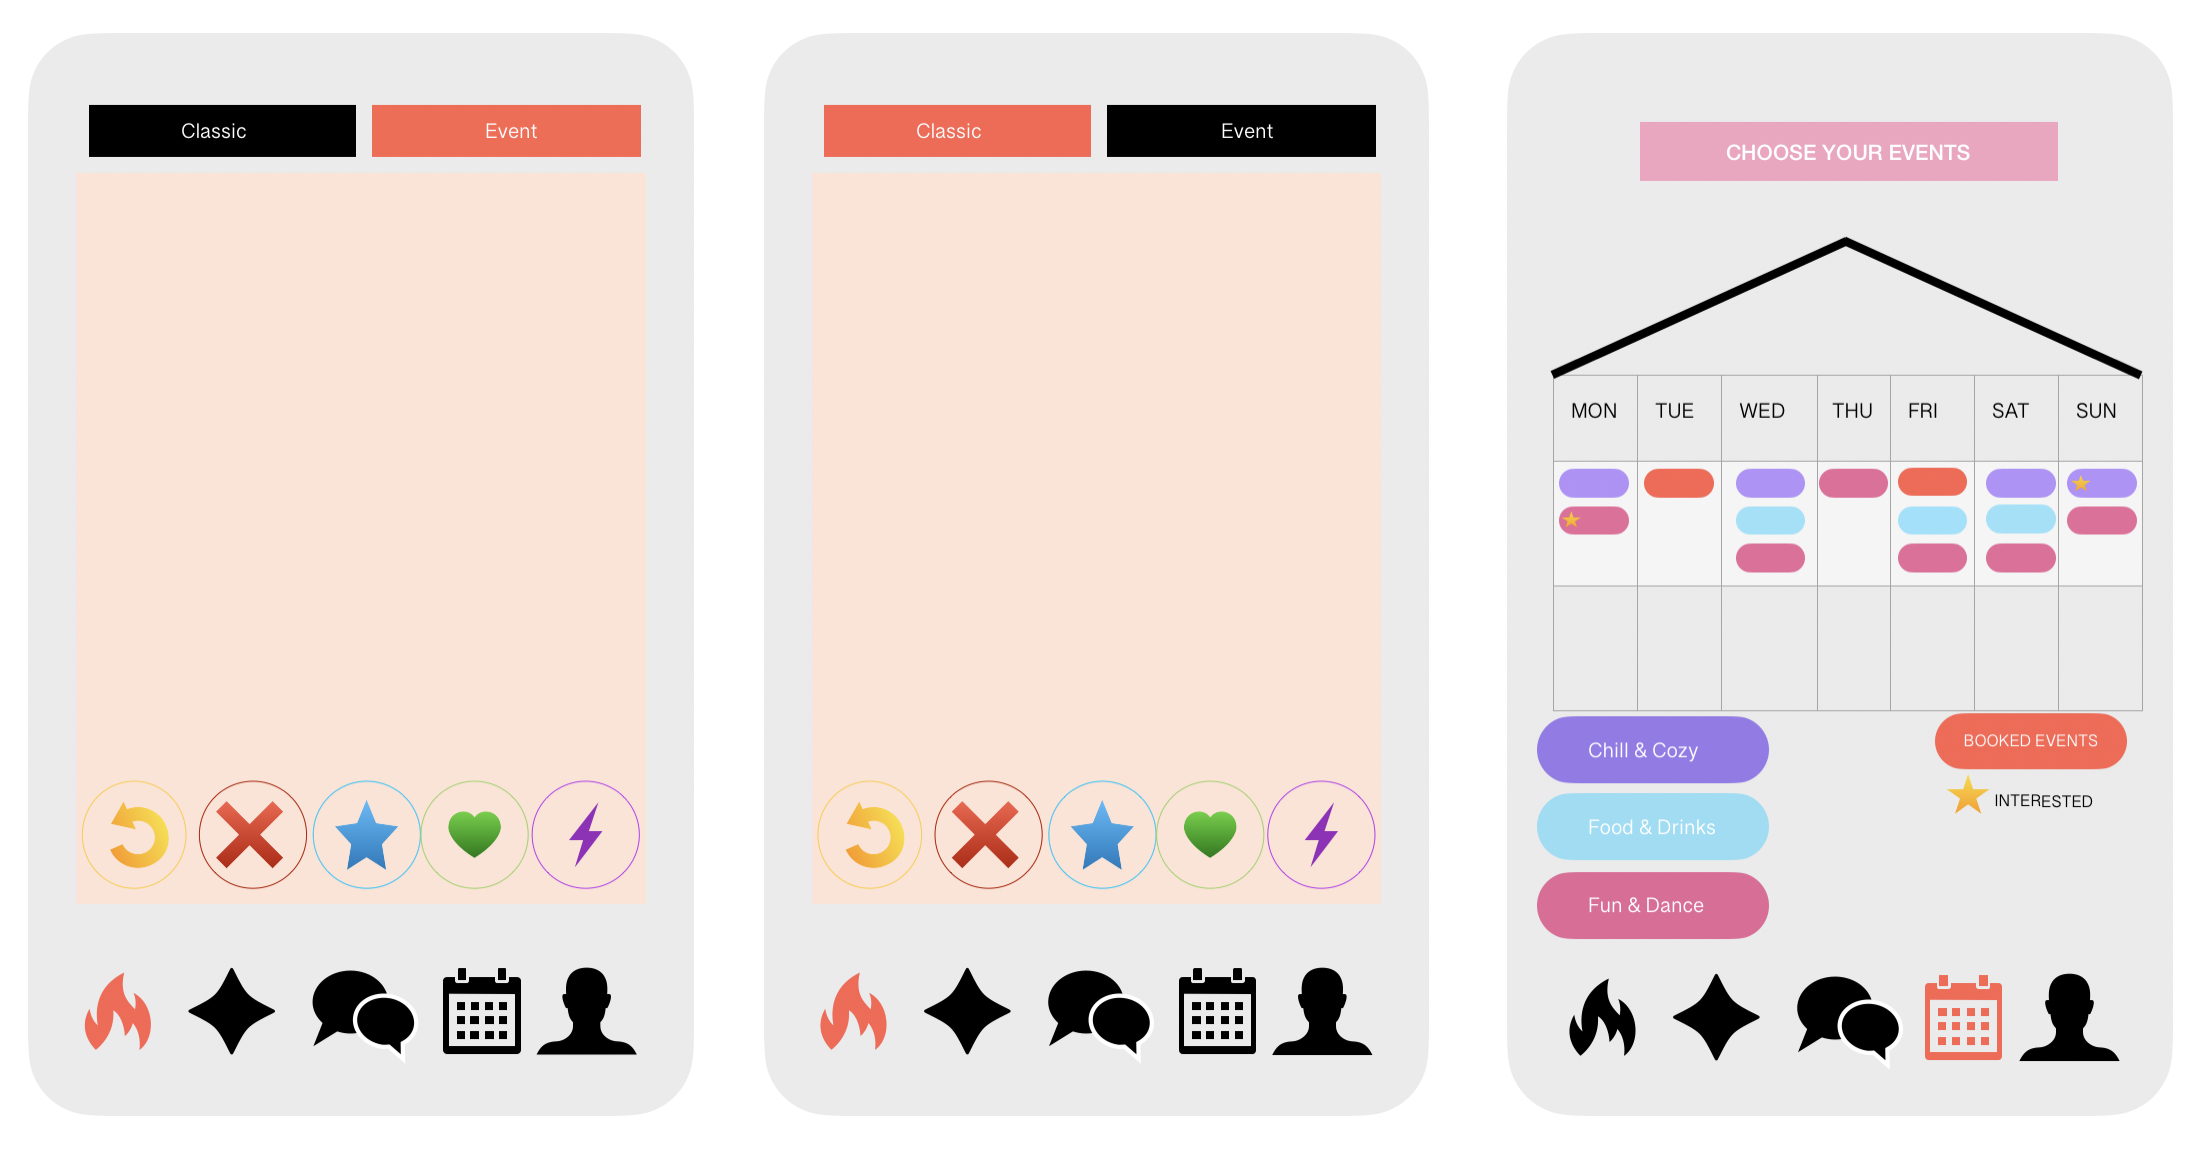 Classic
Event
Classic
Event
CHOOSE YOUR EVENTS
MON TUE WED THU FRI SAT SUN
Chill & Cozy
BOOKED EVENTS
INTERESTED
Food & Drinks
Fun & Dance